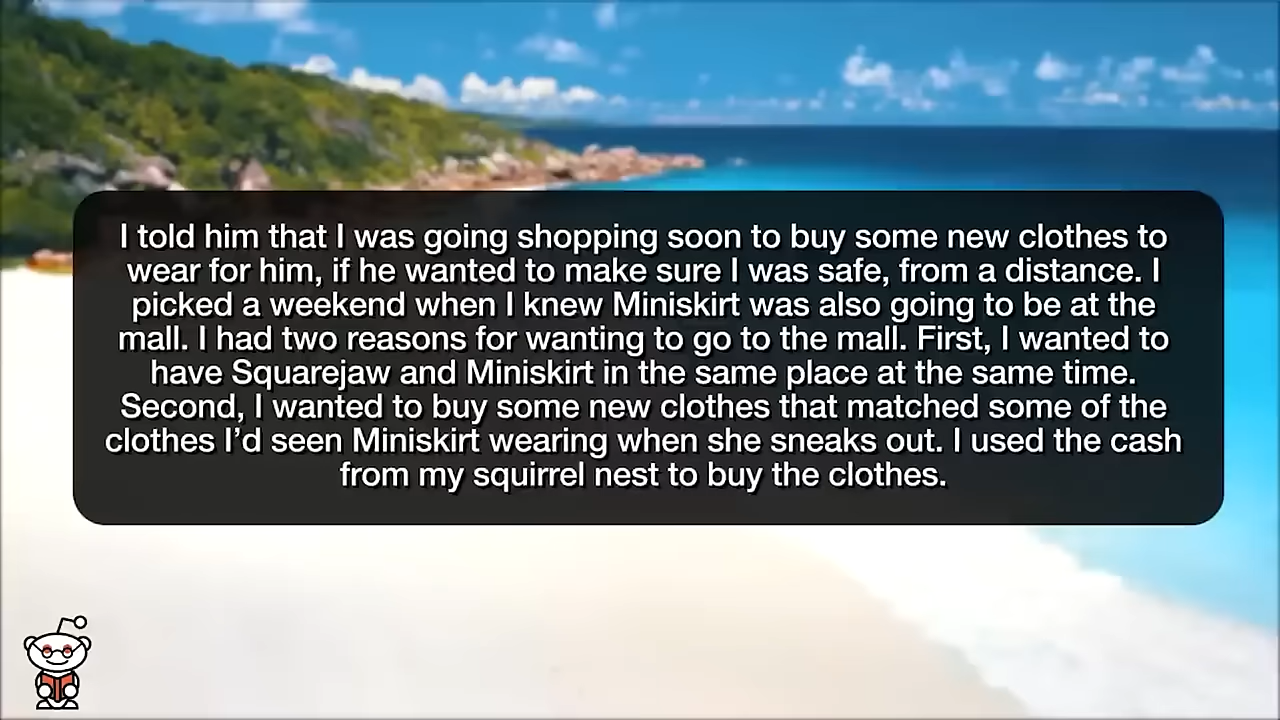 I told him that I was going shopping soon to buy some new clothes to
wear for him, if he wanted to make sure I was safe, from a distance. I
picked a weekend when I knew Miniskirt was also going to be at the
mall. I had two reasons for wanting to go to the mall. First, I wanted to
have Squarejaw and Miniskirt in the same place at the same time.
Second, I wanted to buy some new clothes that matched some of the
clothes I’d seen Miniskirt wearing when she sneaks out. I used the cash
from my squirrel nest to buy the clothes.